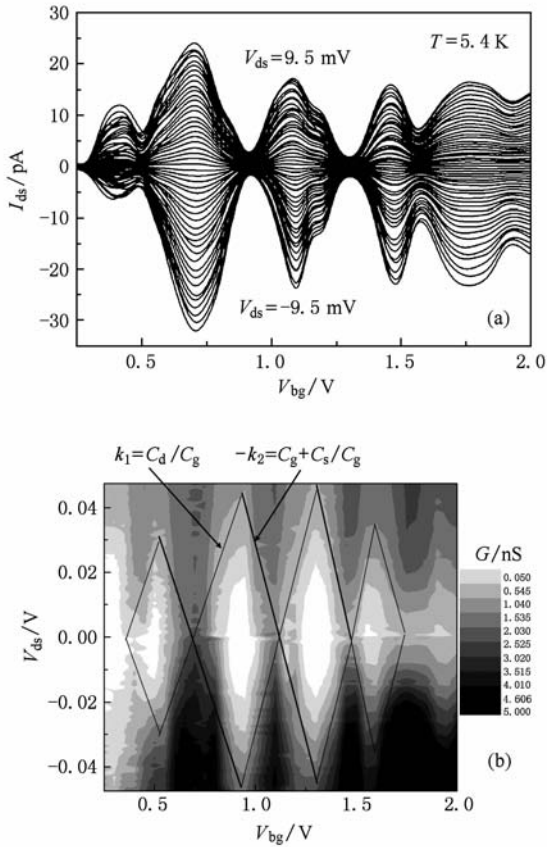 30
20
10
0
−10
−20
−30
I_ds/pA
V_ds=9.5 mV
T=5.4 K
V_ds=−9.5 mV
(a)
0.5 1.0 1.5 2.0
V_bg/V
k_1=C_d/C_g
−k_2=C_g+C_s/C_g
0.04
0.02
0.00
−0.02
−0.04
V_ds/V
G/nS
0.050
0.545
1.040
1.535
2.030
2.525
3.020
3.515
4.010
4.606
5.000
(b)
0.5 1.0 1.5 2.0
V_bg/V